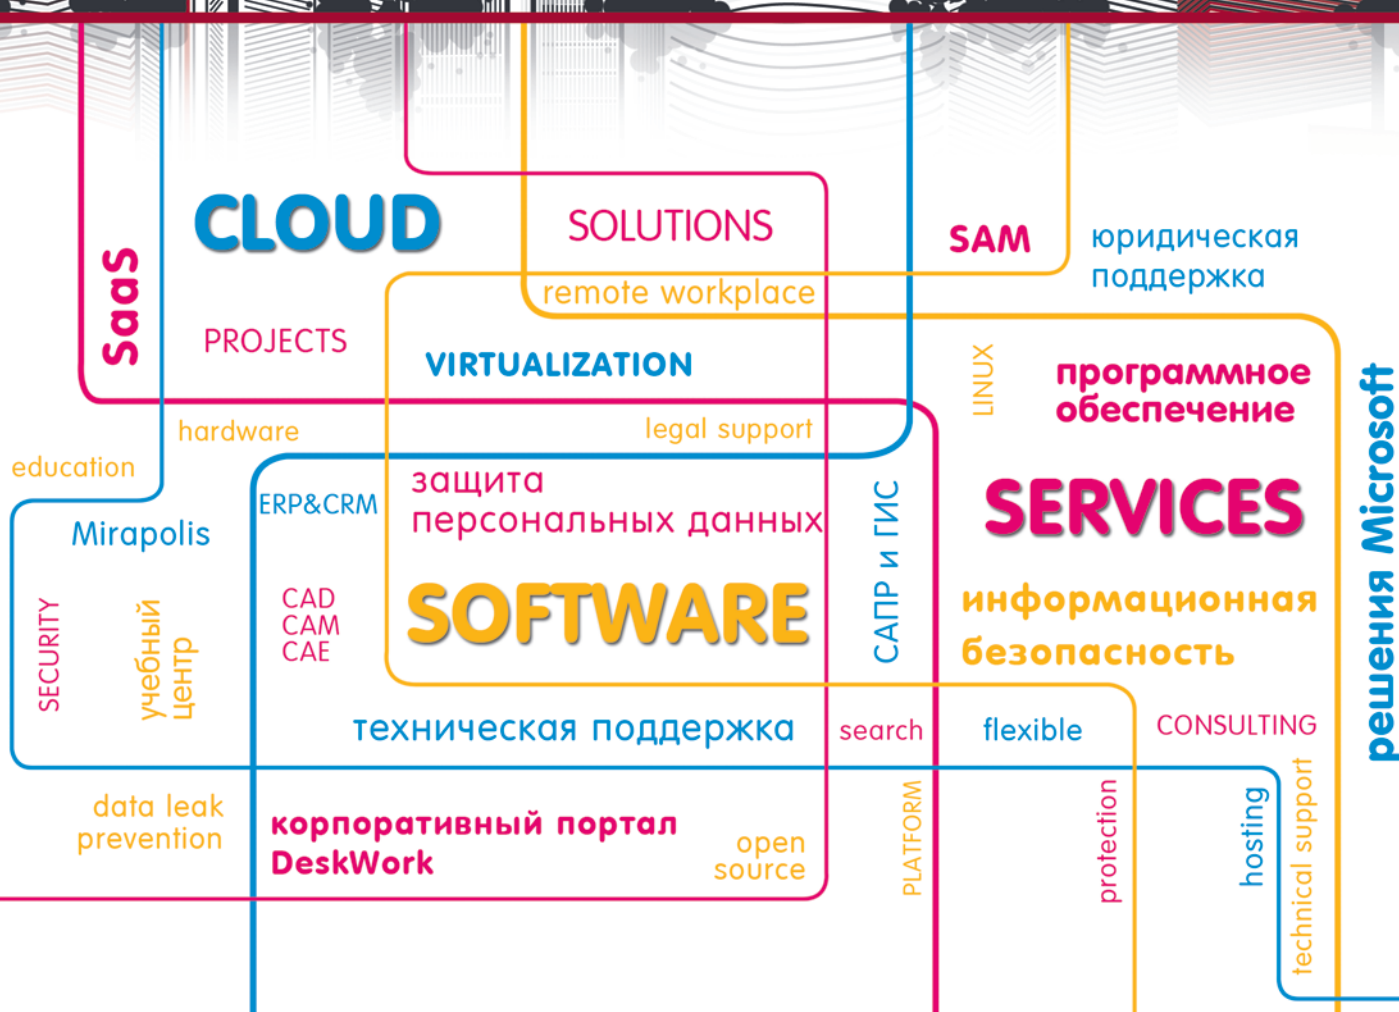 CLOUD
SOLUTIONS
SAM
юридическая
поддержка
SaaS
remote workplace
PROJECTS
VIRTUALIZATION
LINUX
программное
обеспечение
решения Microsoft
hardware
legal support
education
ERP&CRM
защита
персональных данных
САПР и ГИС
SERVICES
Mirapolis
SECURITY
учебный
центр
CAD
CAM
CAE
SOFTWARE
информационная
безопасность
техническая поддержка
search
flexible
CONSULTING
data leak
prevention
корпоративный портал
DeskWork
open
source
PLATFORM
protection
hosting
technical support